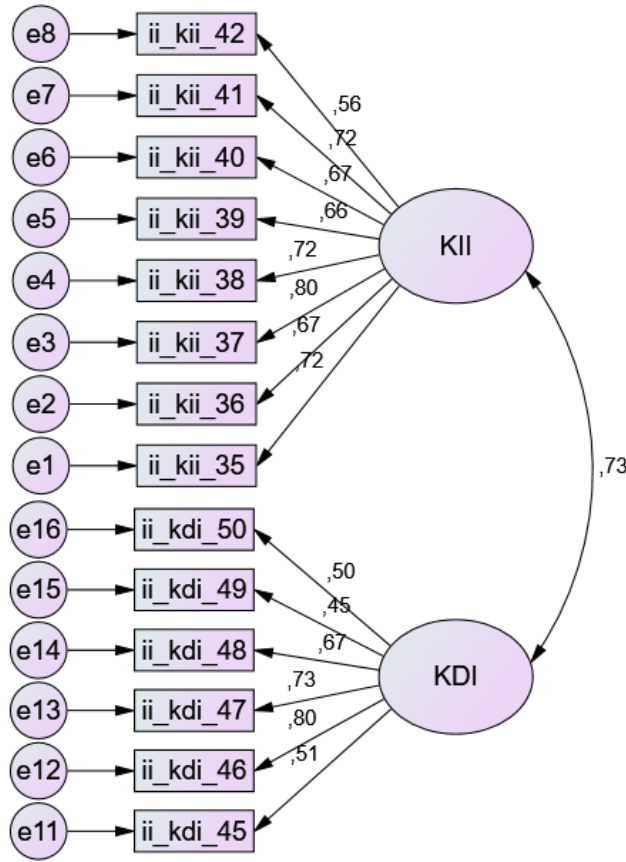 e8 ii_kii_42
,56
e7 ii_kii_41
,72
e6 ii_kii_40
,67
e5 ii_kii_39
,66
KII
e4 ii_kii_38
,72
e3 ii_kii_37
,80
e2 ii_kii_36
,67
e1 ii_kii_35
,72
,73
e16 ii_kdi_50
,50
e15 ii_kdi_49
,45
e14 ii_kdi_48
,67
KDI
e13 ii_kdi_47
,73
e12 ii_kdi_46
,80
e11 ii_kdi_45
,51